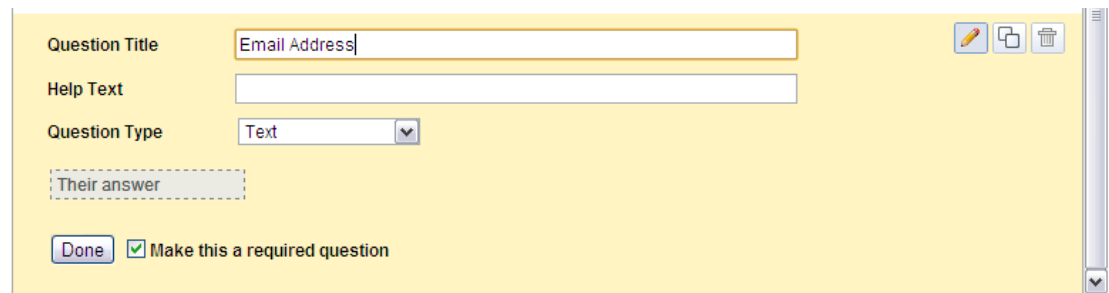 Question Title Email Address
Help Text
Question Type Text
Their answer
Done Make this a required question